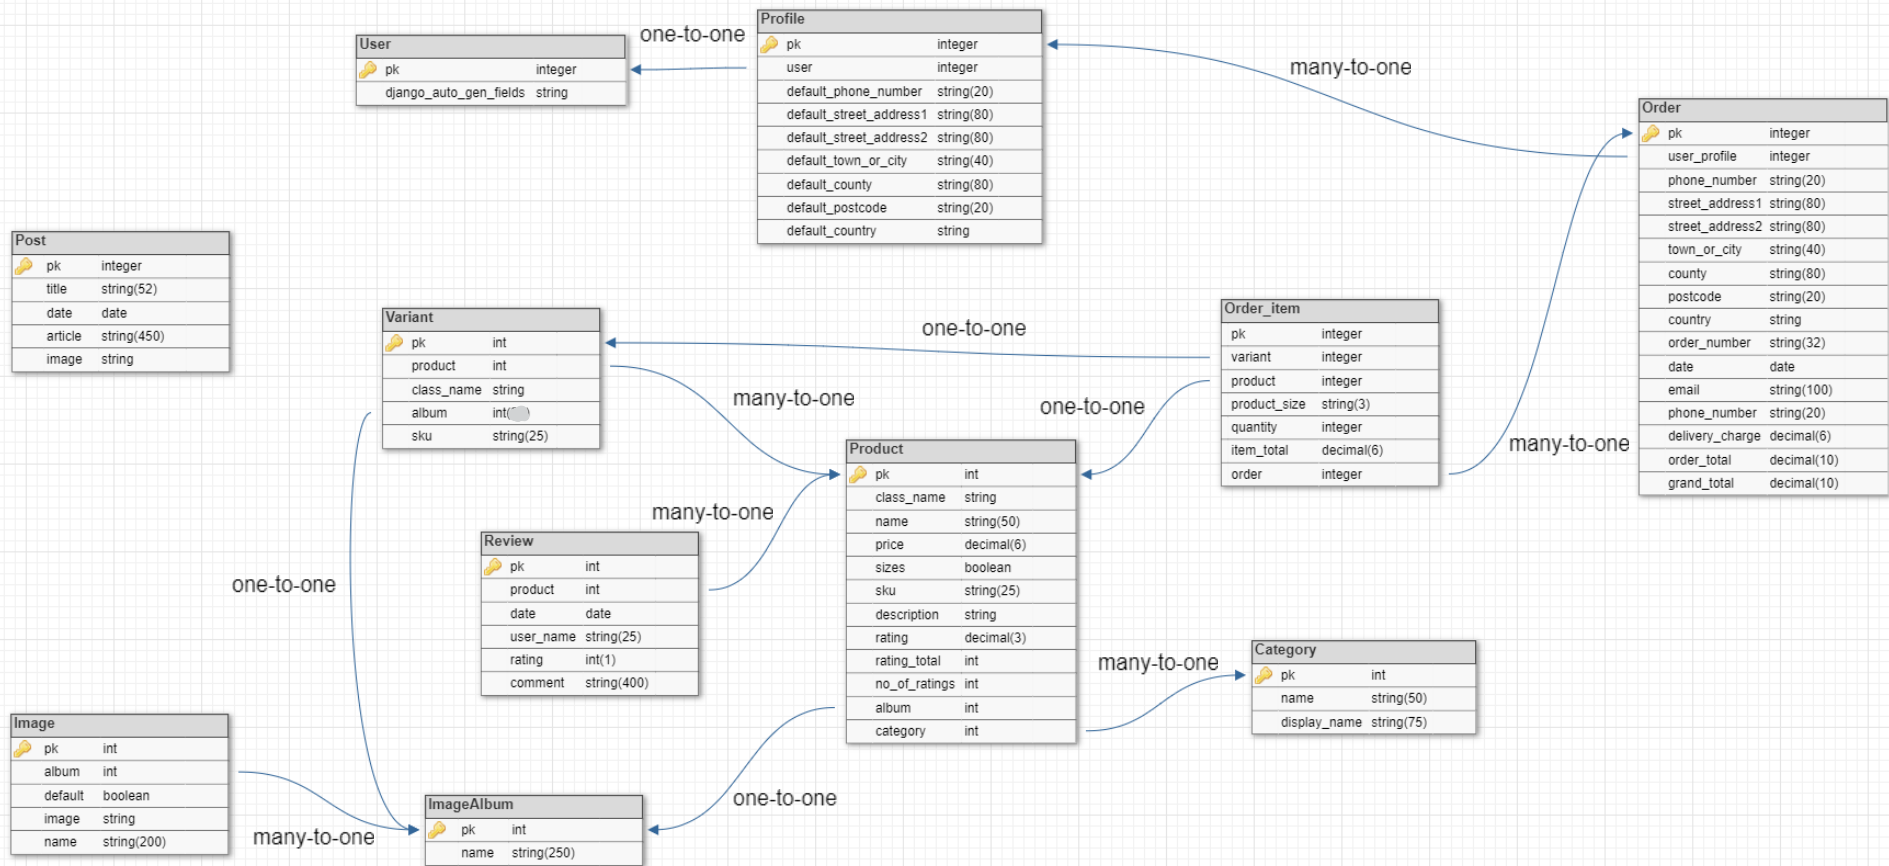 User
pk integer
django_auto_gen_fields string
one-to-one
Profile
pk integer
user integer
default_phone_number string(20)
default_street_address1 string(80)
default_street_address2 string(80)
default_town_or_city string(40)
default_county string(80)
default_postcode string(20)
default_country string
many-to-one
Order
pk integer
user_profile integer
phone_number string(20)
street_address1 string(80)
street_address2 string(80)
town_or_city string(40)
county string(80)
postcode string(20)
country string
order_number string(32)
date date
email string(100)
phone_number string(20)
delivery_charge decimal(6)
order_total decimal(10)
grand_total decimal(10)
Post
pk integer
title string(52)
date date
article string(450)
image string
Variant
pk int
product int
class_name string
album int(
sku string(25)
one-to-one
many-to-one
one-to-one
Order_item
pk integer
variant integer
product integer
product_size string(3)
quantity integer
item_total decimal(6)
order integer
many-to-one
Product
pk int
class_name string
name string(50)
price decimal(6)
sizes boolean
sku string(25)
description string
rating decimal(3)
rating_total int
no_of_ratings int
album int
category int
many-to-one
Review
pk int
product int
date date
user_name string(25)
rating int(1)
comment string(400)
one-to-one
many-to-one
Category
pk int
name string(50)
display_name string(75)
Image
pk int
album int
default boolean
image string
name string(200)
many-to-one
ImageAlbum
pk int
name string(250)
one-to-one